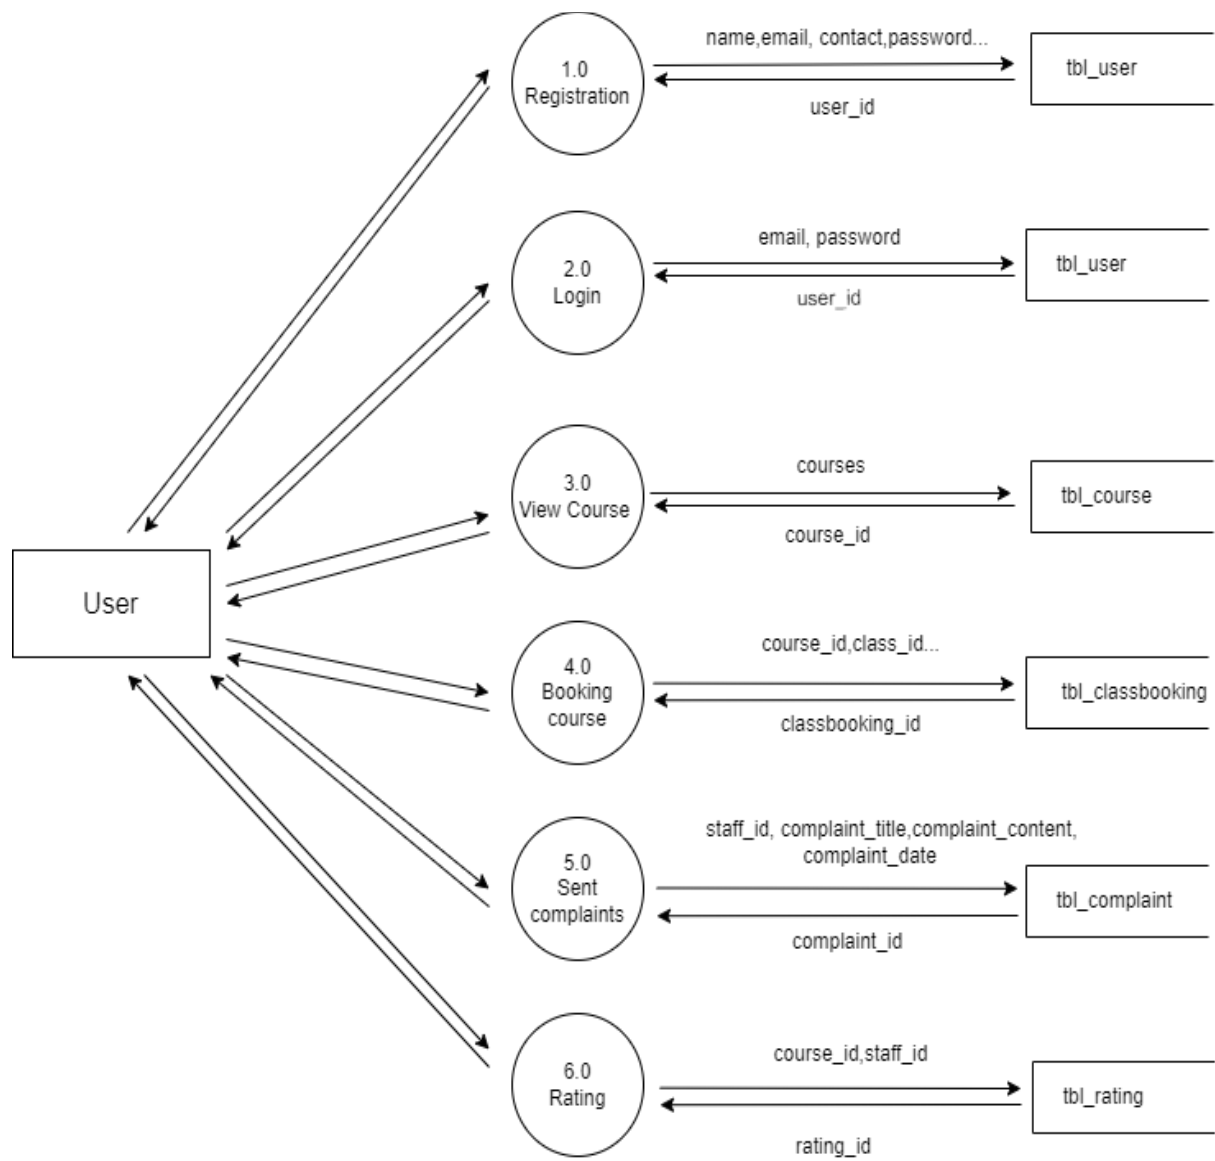 name,email, contact,password...
1.0
Registration
tbl_user
user_id
email, password
2.0
Login
tbl_user
user_id
courses
3.0
View Course
tbl_course
course_id
User
course_id,class_id...
4.0
Booking
course
tbl_classbooking
classbooking_id
staff_id, complaint_title,complaint_content,
complaint_date
5.0
Sent
complaints
tbl_complaint
complaint_id
course_id,staff_id
6.0
Rating
tbl_rating
rating_id